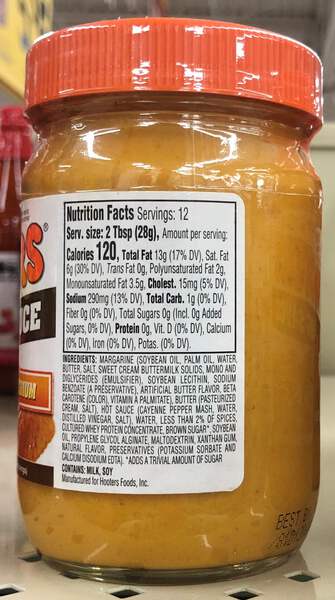 Nutrition Facts Servings: 12
Serv. size: 2 Tbsp (28g), Amount per serving:
Calories 120, Total Fat 13g (17% DV), Sat. Fat
6g (30% DV), Trans Fat 0g, Polyunsaturated Fat 2g,
Monounsaturated Fat 3.5g, Cholest. 15mg (5% DV),
Sodium 290mg (13% DV), Total Carb. 1g (0% DV),
Fiber 0g (0% DV), Total Sugars 0g (Incl. 0g Added
Sugars, 0% DV), Protein 0g, Vit. D (0% DV), Calcium
(0% DV), Iron (0% DV), Potas. (0% DV).
INGREDIENTS: MARGARINE (SOYBEAN OIL, PALM OIL, WATER,
BUTTER, SALT, SWEET CREAM BUTTERMILK SOLIDS, MONO AND
DIGLYCERIDES (EMULSIFIER), SOYBEAN LECITHIN, SODIUM
BENZOATE (A PRESERVATIVE), ARTIFICIAL BUTTER FLAVOR, BETA
CAROTENE (COLOR), VITAMIN A PALMITATE), BUTTER (PASTEURIZED
CREAM, SALT), HOT SAUCE (CAYENNE PEPPER MASH, WATER,
DISTILLED VINEGAR, SALT), WATER, LESS THAN 2% OF SPICES,
CULTURED WHEY PROTEIN CONCENTRATE, BROWN SUGAR*, SOYBEAN
OIL, PROPYLENE GLYCOL ALGINATE, MALTODEXTRIN, XANTHAN GUM,
NATURAL FLAVOR, PRESERVATIVES (POTASSIUM SORBATE AND
CALCIUM DISODIUM EDTA). *ADDS A TRIVIAL AMOUNT OF SUGAR
CONTAINS: MILK, SOY
Manufactured for Hooters Foods, Inc.
RS®
CE
IUM
BEST